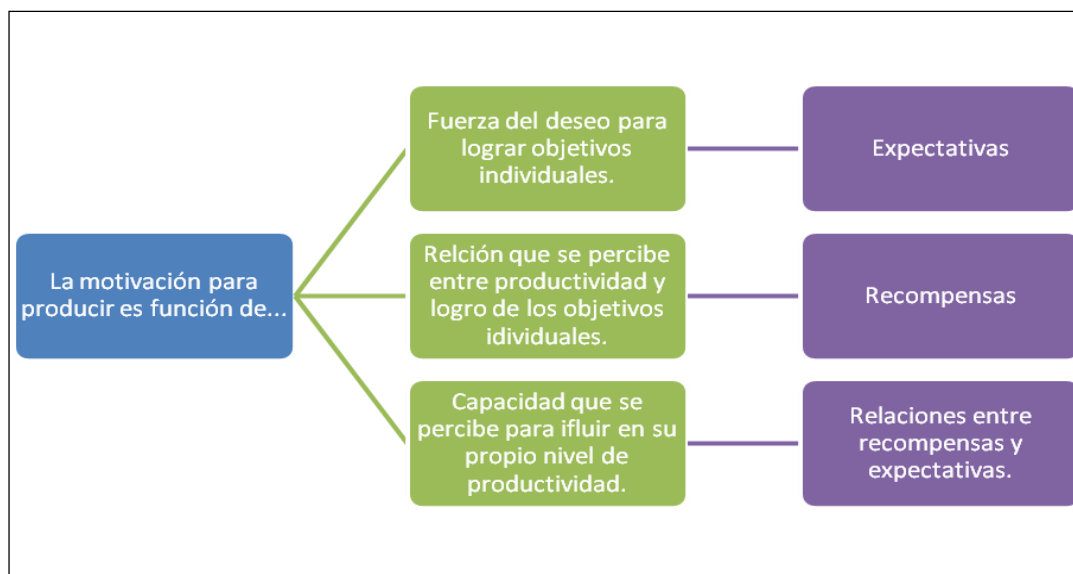 La motivación para
producir es función de...
Fuerza del deseo para
lograr objetivos
individuales.
Expectativas
Relción que se percibe
entre productividad y
logro de los objetivos
idividuales.
Recompensas
Capacidad que se
percibe para ifluir en su
propio nivel de
productividad.
Relaciones entre
recompensas y
expectativas.